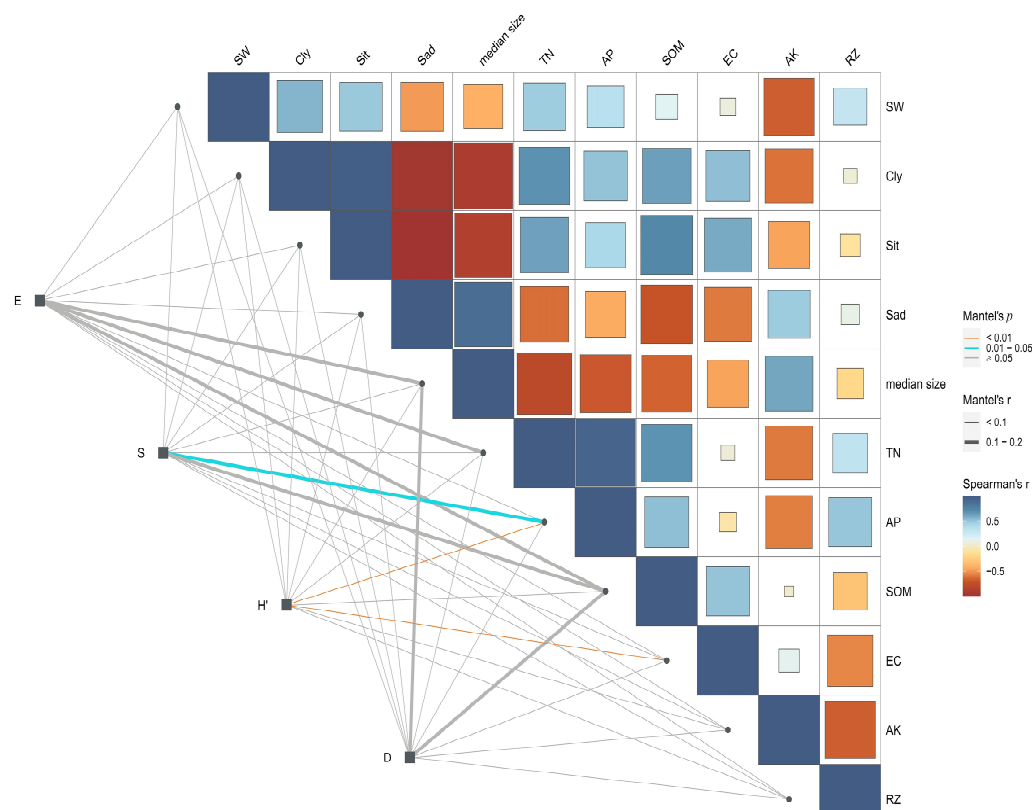 SW
Cly
Sit
Sad
median size
TN
AP
SOM
EC
AK
RZ
SW
Cly
Sit
Sad
median size
TN
AP
SOM
EC
AK
RZ
E
S
H'
D
Mantel's p
< 0.01
0.01 − 0.05
≥ 0.05
Mantel's r
< 0.1
0.1 − 0.2
Spearman's r
0.5
0.0
−0.5